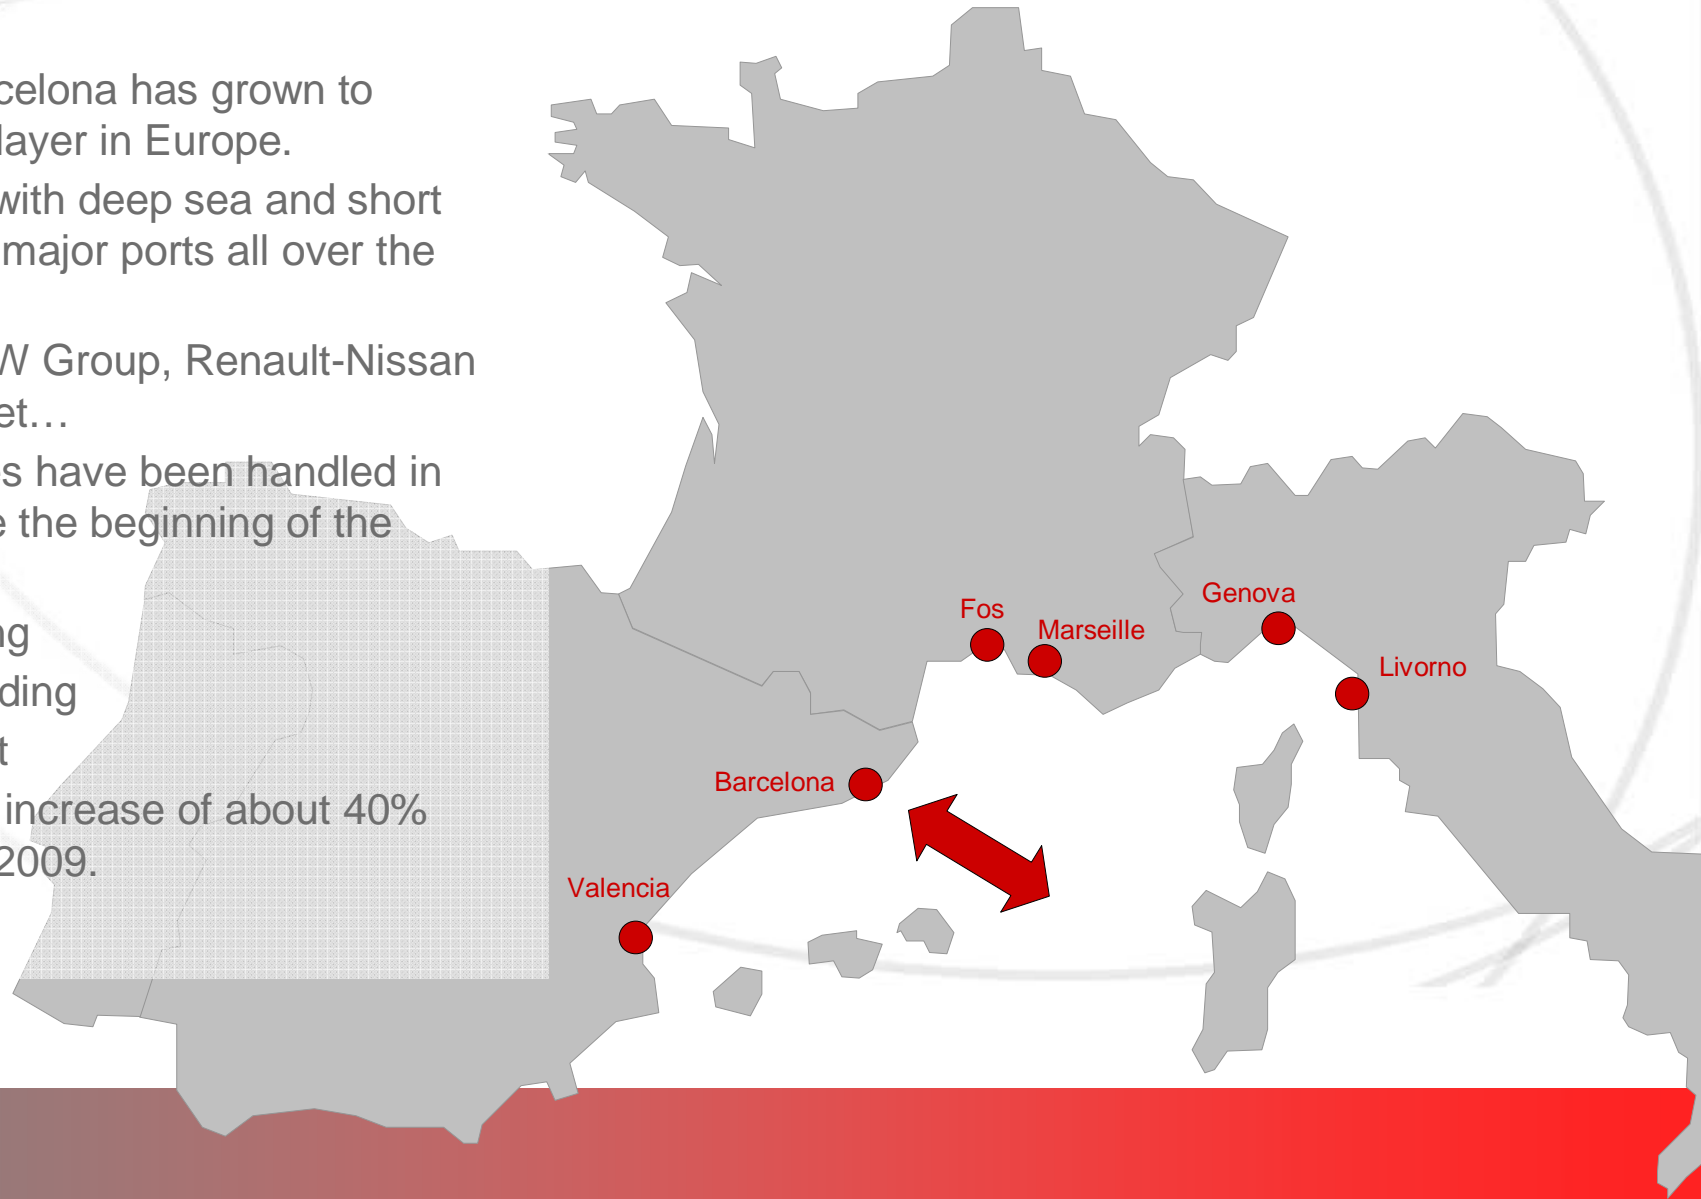 celona has grown to
layer in Europe.
with deep sea and short
major ports all over the
W Group, Renault-Nissan
et…
s have been handled in
e the beginning of the
ng
ding
t
increase of about 40%
2009.
Fos
Marseille
Genova
Livorno
Barcelona
Valencia